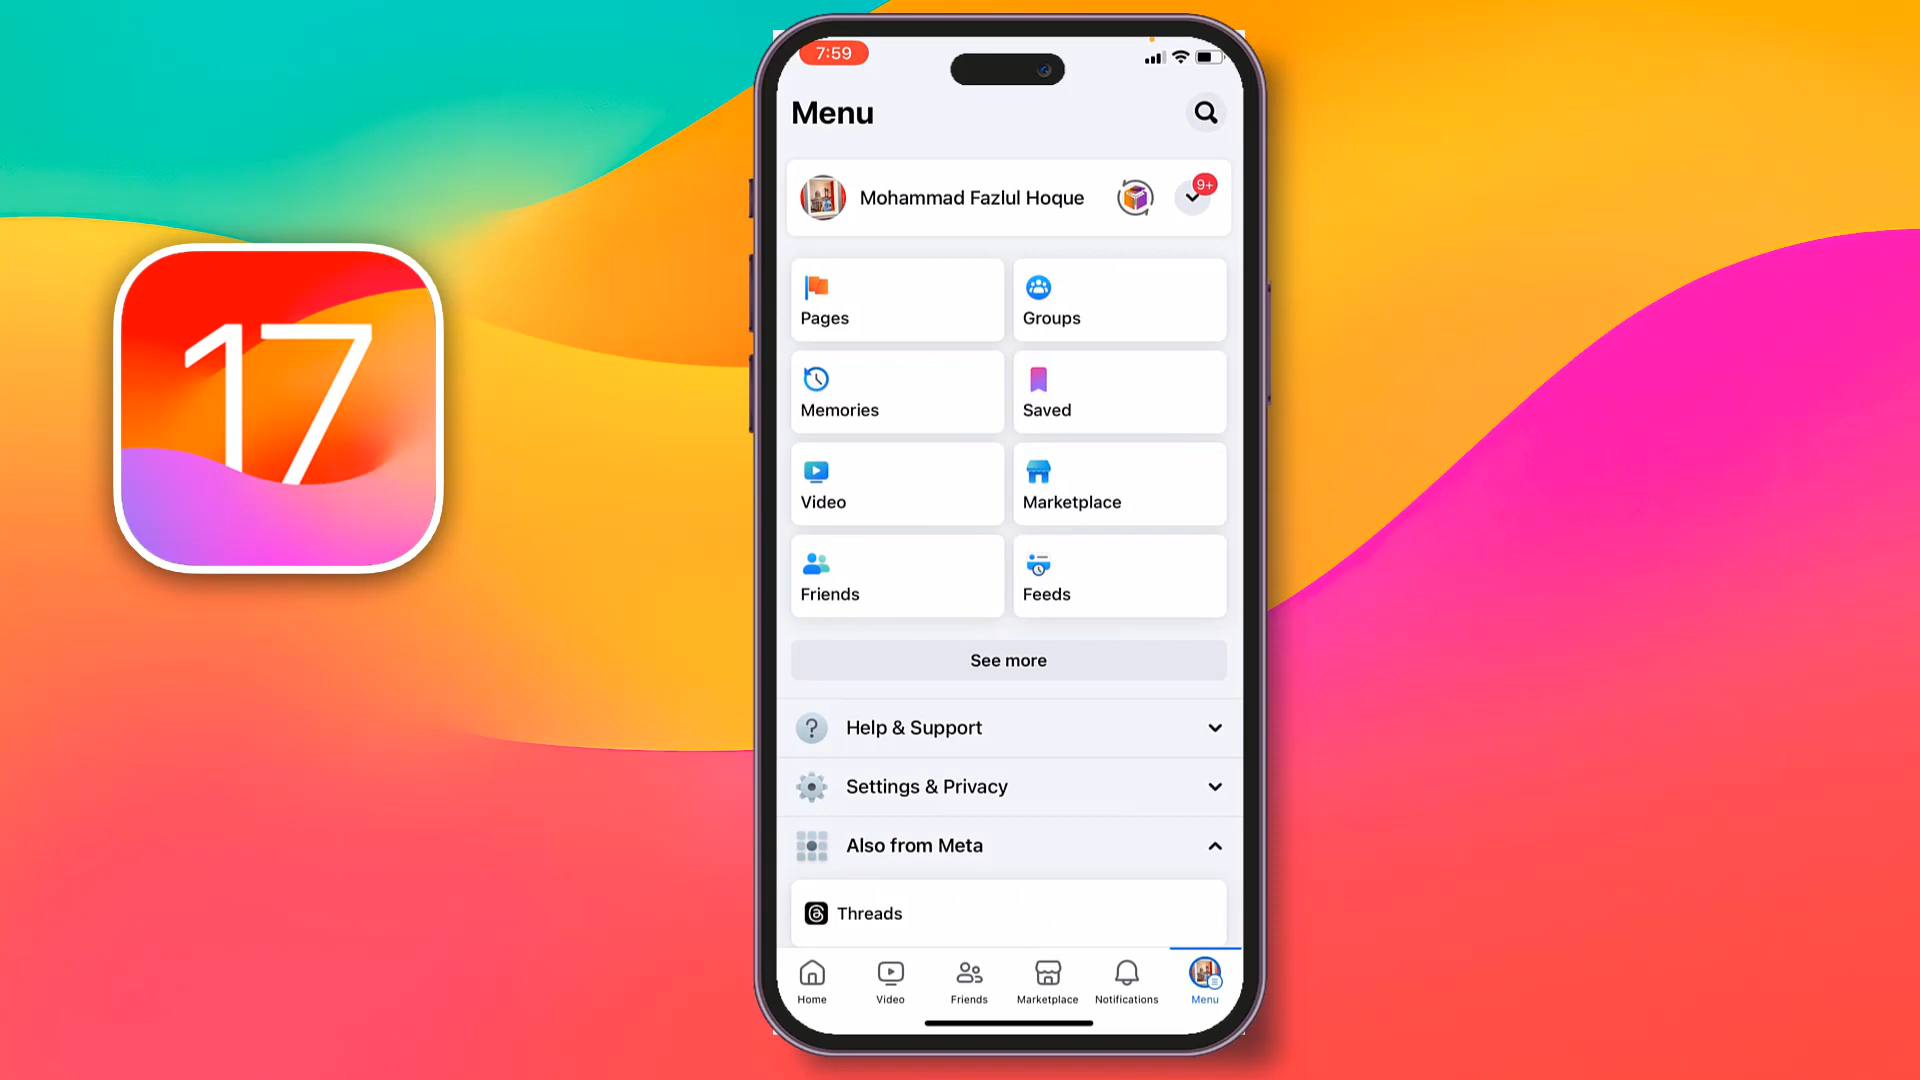 17
7:59
Menu
Mohammad Fazlul Hoque
9+
Pages
Groups
Memories
Saved
Video
Marketplace
Friends
Feeds
See more
Help & Support
Settings & Privacy
Also from Meta
Threads
Home
Video
Friends
Marketplace
Notifications
Menu